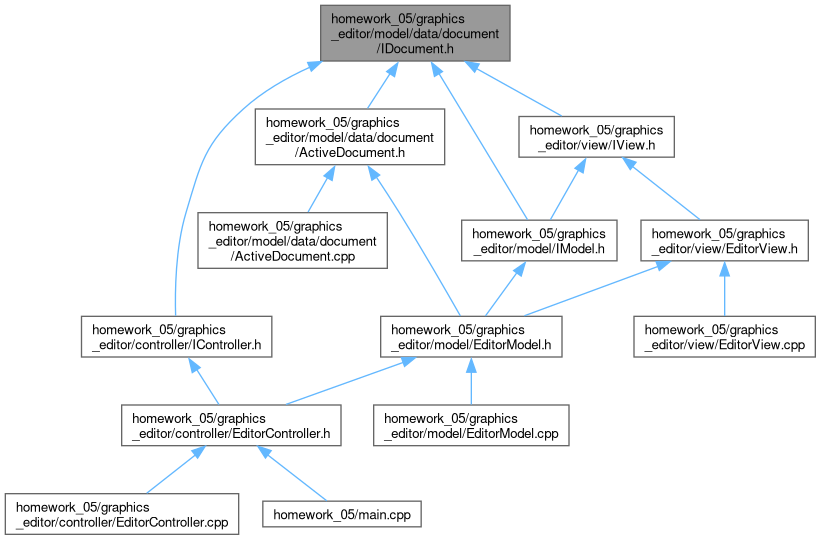 homework_05/graphics
_editor/model/data/document
/IDocument.h
homework_05/graphics
_editor/model/data/document
/ActiveDocument.h
homework_05/graphics
_editor/view/IView.h
homework_05/graphics
_editor/model/data/document
/ActiveDocument.cpp
homework_05/graphics
_editor/model/IModel.h
homework_05/graphics
_editor/view/EditorView.h
homework_05/graphics
_editor/controller/IController.h
homework_05/graphics
_editor/model/EditorModel.h
homework_05/graphics
_editor/view/EditorView.cpp
homework_05/graphics
_editor/controller/EditorController.h
homework_05/graphics
_editor/model/EditorModel.cpp
homework_05/graphics
_editor/controller/EditorController.cpp
homework_05/main.cpp